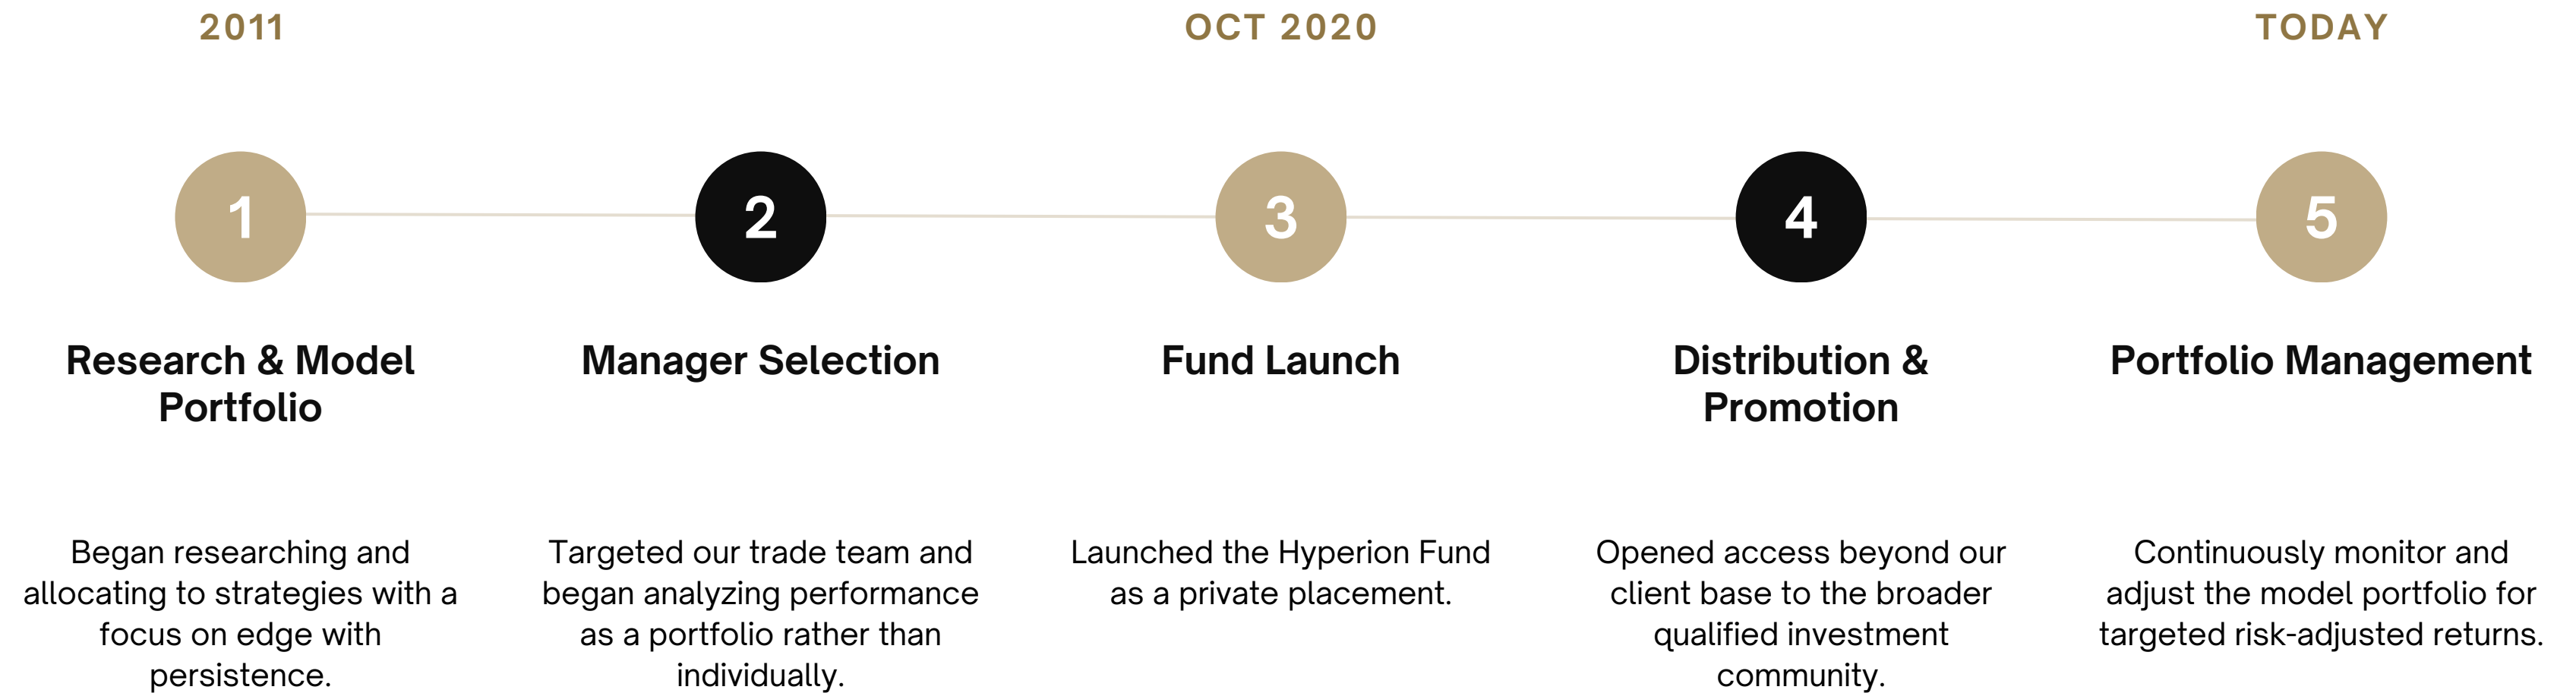 2011
OCT 2020
TODAY
1
2
3
4
5
Research & Model
Portfolio
Manager Selection
Fund Launch
Distribution &
Promotion
Portfolio Management
Began researching and
allocating to strategies with a
focus on edge with
persistence.
Targeted our trade team and
began analyzing performance
as a portfolio rather than
individually.
Launched the Hyperion Fund
as a private placement.
Opened access beyond our
client base to the broader
qualified investment
community.
Continuously monitor and
adjust the model portfolio for
targeted risk-adjusted returns.